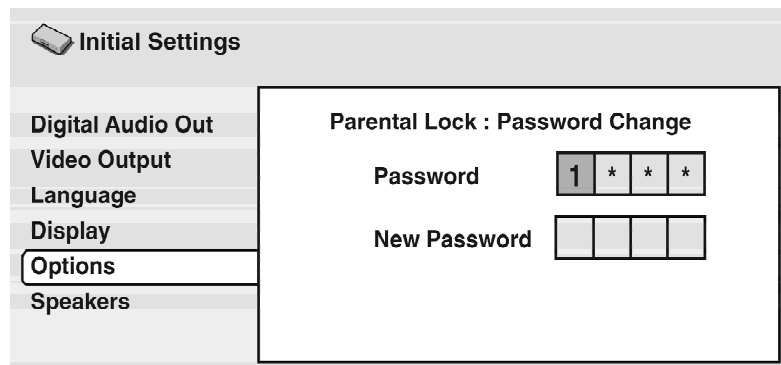 Initial Settings
Digital Audio Out
Video Output
Language
Display
Options
Speakers
Parental Lock : Password Change
Password 1 * * *
New Password